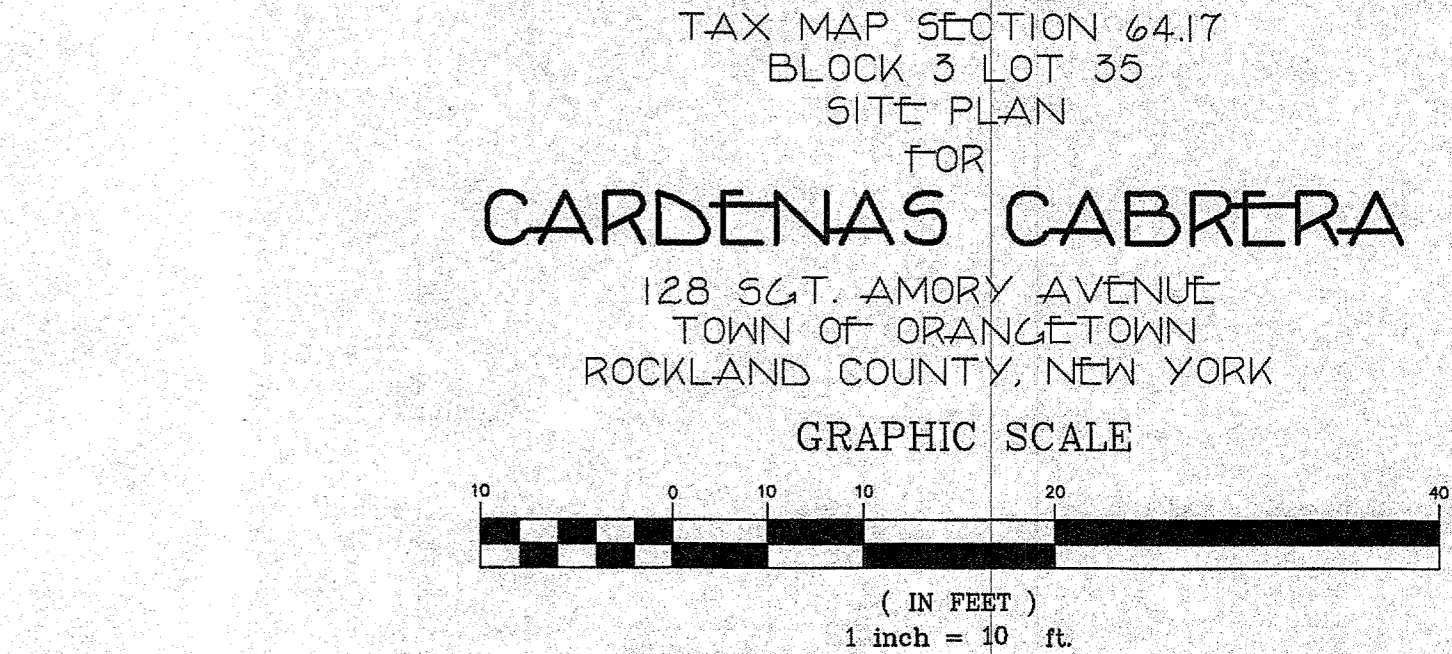 TAX MAP SECTION 64.17
BLOCK 3 LOT 35
SITE PLAN
FOR
CARDENAS CABRERA
128 SGT. AMORY AVENUE
TOWN OF ORANGETOWN
ROCKLAND COUNTY, NEW YORK
GRAPHIC SCALE
10 0 10 10 20 40
( IN FEET )
1 inch = 10 ft.